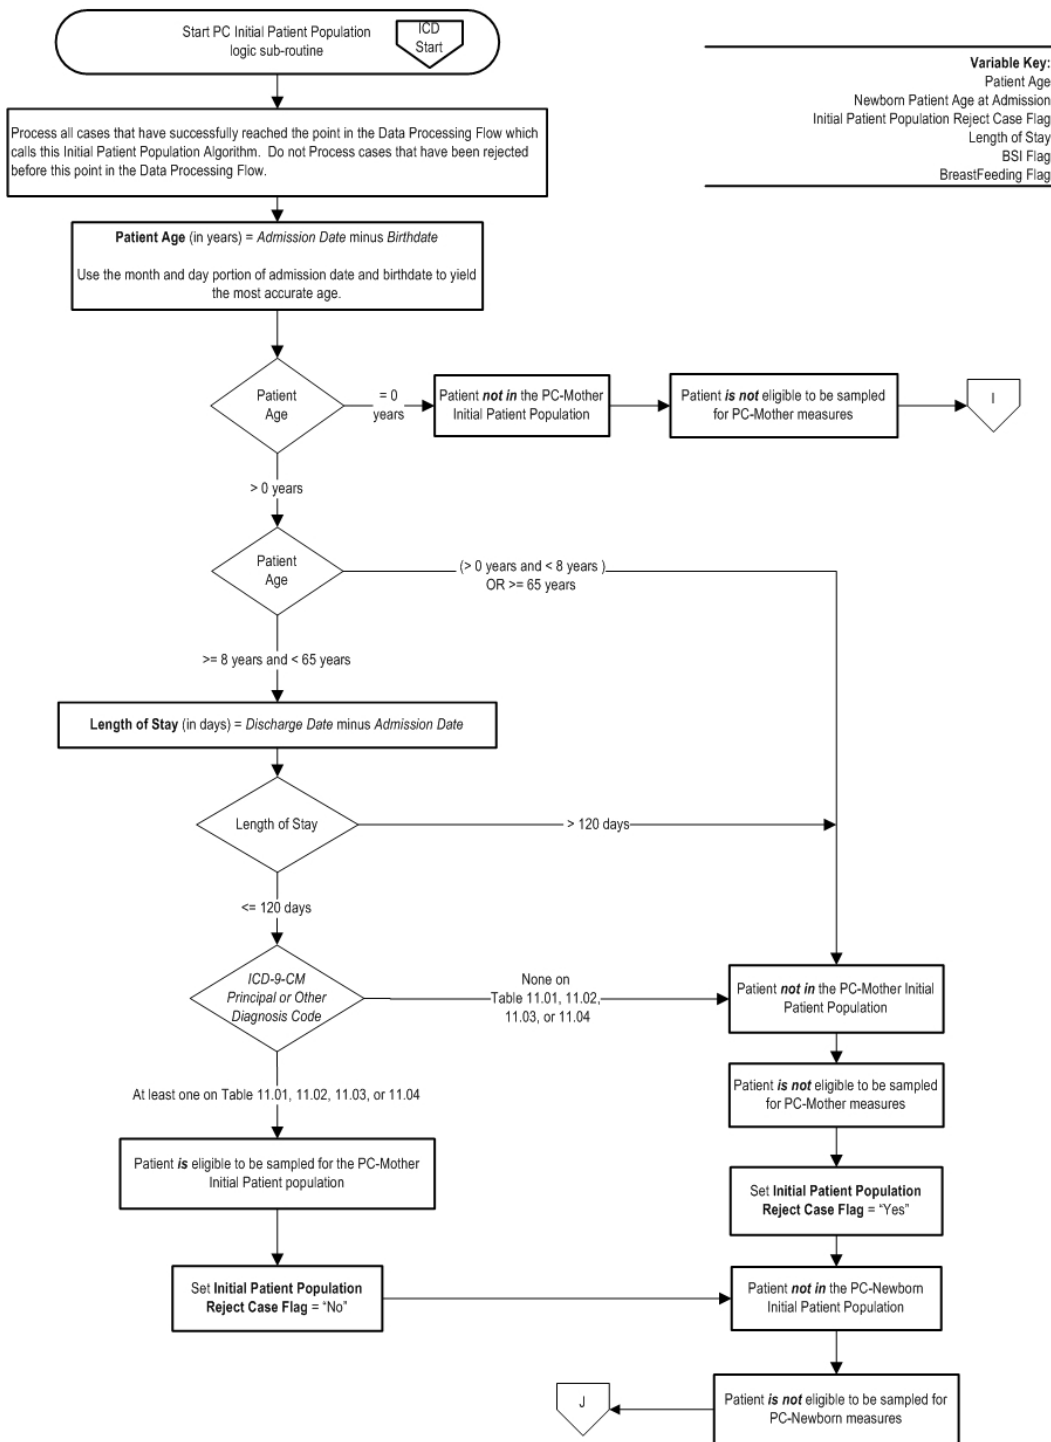 Start PC Initial Patient Population
logic sub-routine
ICD
Start
Variable Key:
Patient Age
Newborn Patient Age at Admission
Initial Patient Population Reject Case Flag
Length of Stay
BSI Flag
BreastFeeding Flag
Process all cases that have successfully reached the point in the Data Processing Flow which
calls this Initial Patient Population Algorithm. Do not Process cases that have been rejected
before this point in the Data Processing Flow.
Patient Age (in years) = Admission Date minus Birthdate
Use the month and day portion of admission date and birthdate to yield
the most accurate age.
Patient
Age
= 0
years
Patient not in the PC-Mother
Initial Patient Population
Patient is not eligible to be sampled
for PC-Mother measures
I
> 0 years
Patient
Age
(> 0 years and < 8 years )
OR >= 65 years
>= 8 years and < 65 years
Length of Stay (in days) = Discharge Date minus Admission Date
Length of Stay
> 120 days
<= 120 days
ICD-9-CM
Principal or Other
Diagnosis Code
None on
Table 11.01, 11.02,
11.03, or 11.04
Patient not in the PC-Mother Initial
Patient Population
At least one on Table 11.01, 11.02, 11.03, or 11.04
Patient is not eligible to be sampled
for PC-Mother measures
Patient is eligible to be sampled for the PC-Mother
Initial Patient population
Set Initial Patient Population
Reject Case Flag = “Yes”
Set Initial Patient Population
Reject Case Flag = “No”
Patient not in the PC-Newborn
Initial Patient Population
J
Patient is not eligible to be sampled for
PC-Newborn measures